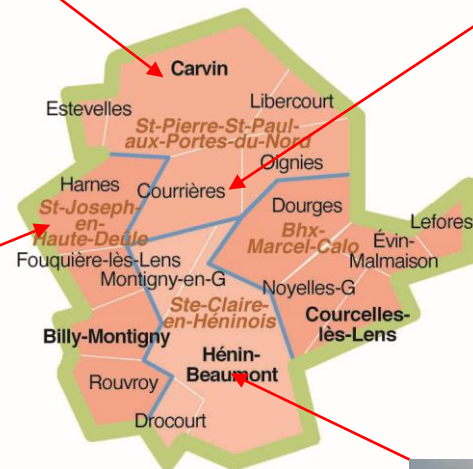 Carvin
Estevelles
Libercourt
St-Pierre-St-Paul-
aux-Portes-du-Nord
Oignies
Harnes
Courrières
St-Joseph-
en-
Haute-Deûle
Dourges
Bhx-
Marcel-Calo
Lefores
Évin-
Malmaison
Fouquière-lès-Lens
Montigny-en-G
Noyelles-G
Ste-Claire-
en-Héninois
Courcelles-
lès-Lens
Billy-Montigny
Hénin-
Beaumont
Rouvroy
Drocourt